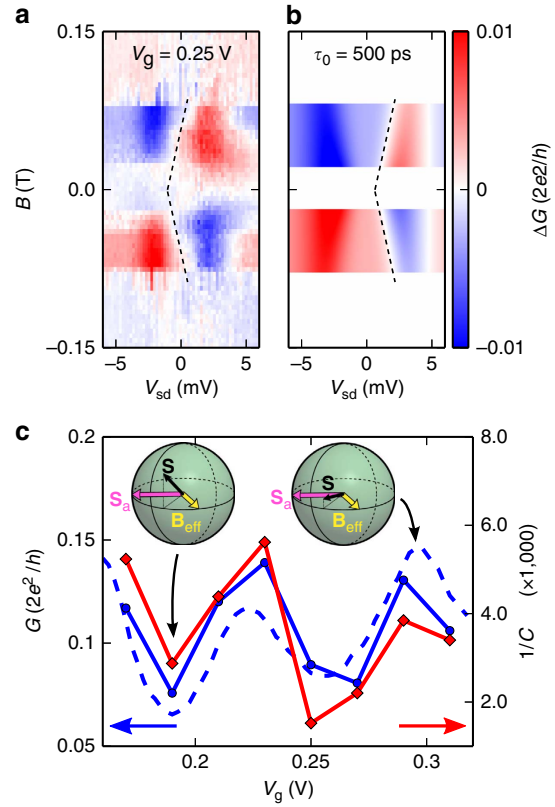 a
b
V_g = 0.25 V
τ_0 = 500 ps
0.15
0.0
−0.15
B (T)
−5
0
5
V_sd (mV)
−5
0
5
V_sd (mV)
0.01
0
−0.01
ΔG (2e2/h)
c
0.2
0.15
0.1
0.05
G (2e² /h)
S
S_a
B_eff
S
S_a
B_eff
8.0
6.0
4.0
2.0
1/C (×1,000)
0.2
0.25
0.3
V_g (V)